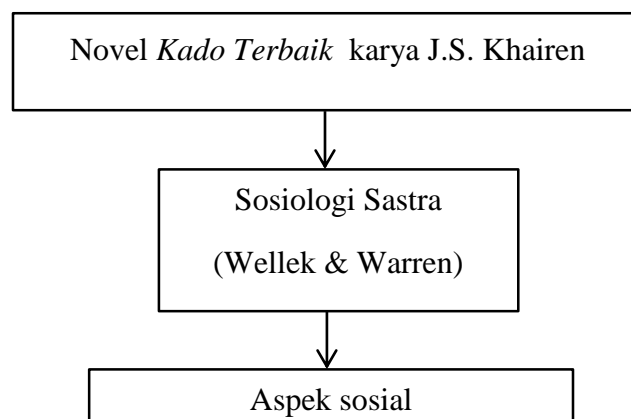 Novel Kado Terbaik karya J.S. Khairen
Sosiologi Sastra
(Wellek & Warren)
Aspek sosial